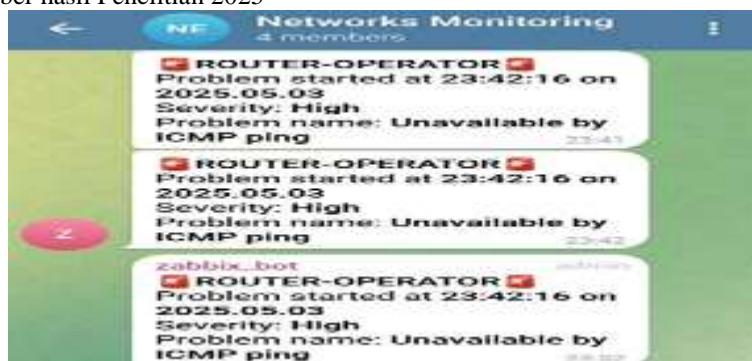 ber hasil Penelitian 2025
NE
Networks Monitoring
4 members
🚨ROUTER-OPERATOR🚨
Problem started at 23:42:16 on
2025.05.03
Severity: High
Problem name: Unavailable by
ICMP ping
23:41
🚨ROUTER-OPERATOR🚨
Problem started at 23:42:16 on
2025.05.03
Severity: High
Problem name: Unavailable by
ICMP ping
23:42
Z
zabbix_bot
admin
🚨ROUTER-OPERATOR🚨
Problem started at 23:42:16 on
2025.05.03
Severity: High
Problem name: Unavailable by
ICMP ping